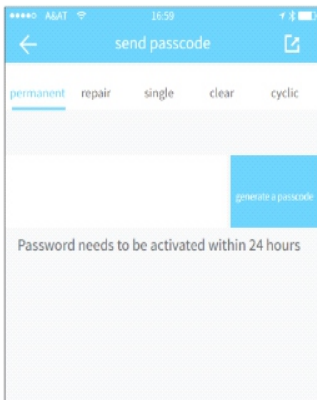 A&AT 16:59
send passcode
permanent repair single clear cyclic
generate a passcode
Password needs to be activated within 24 hours